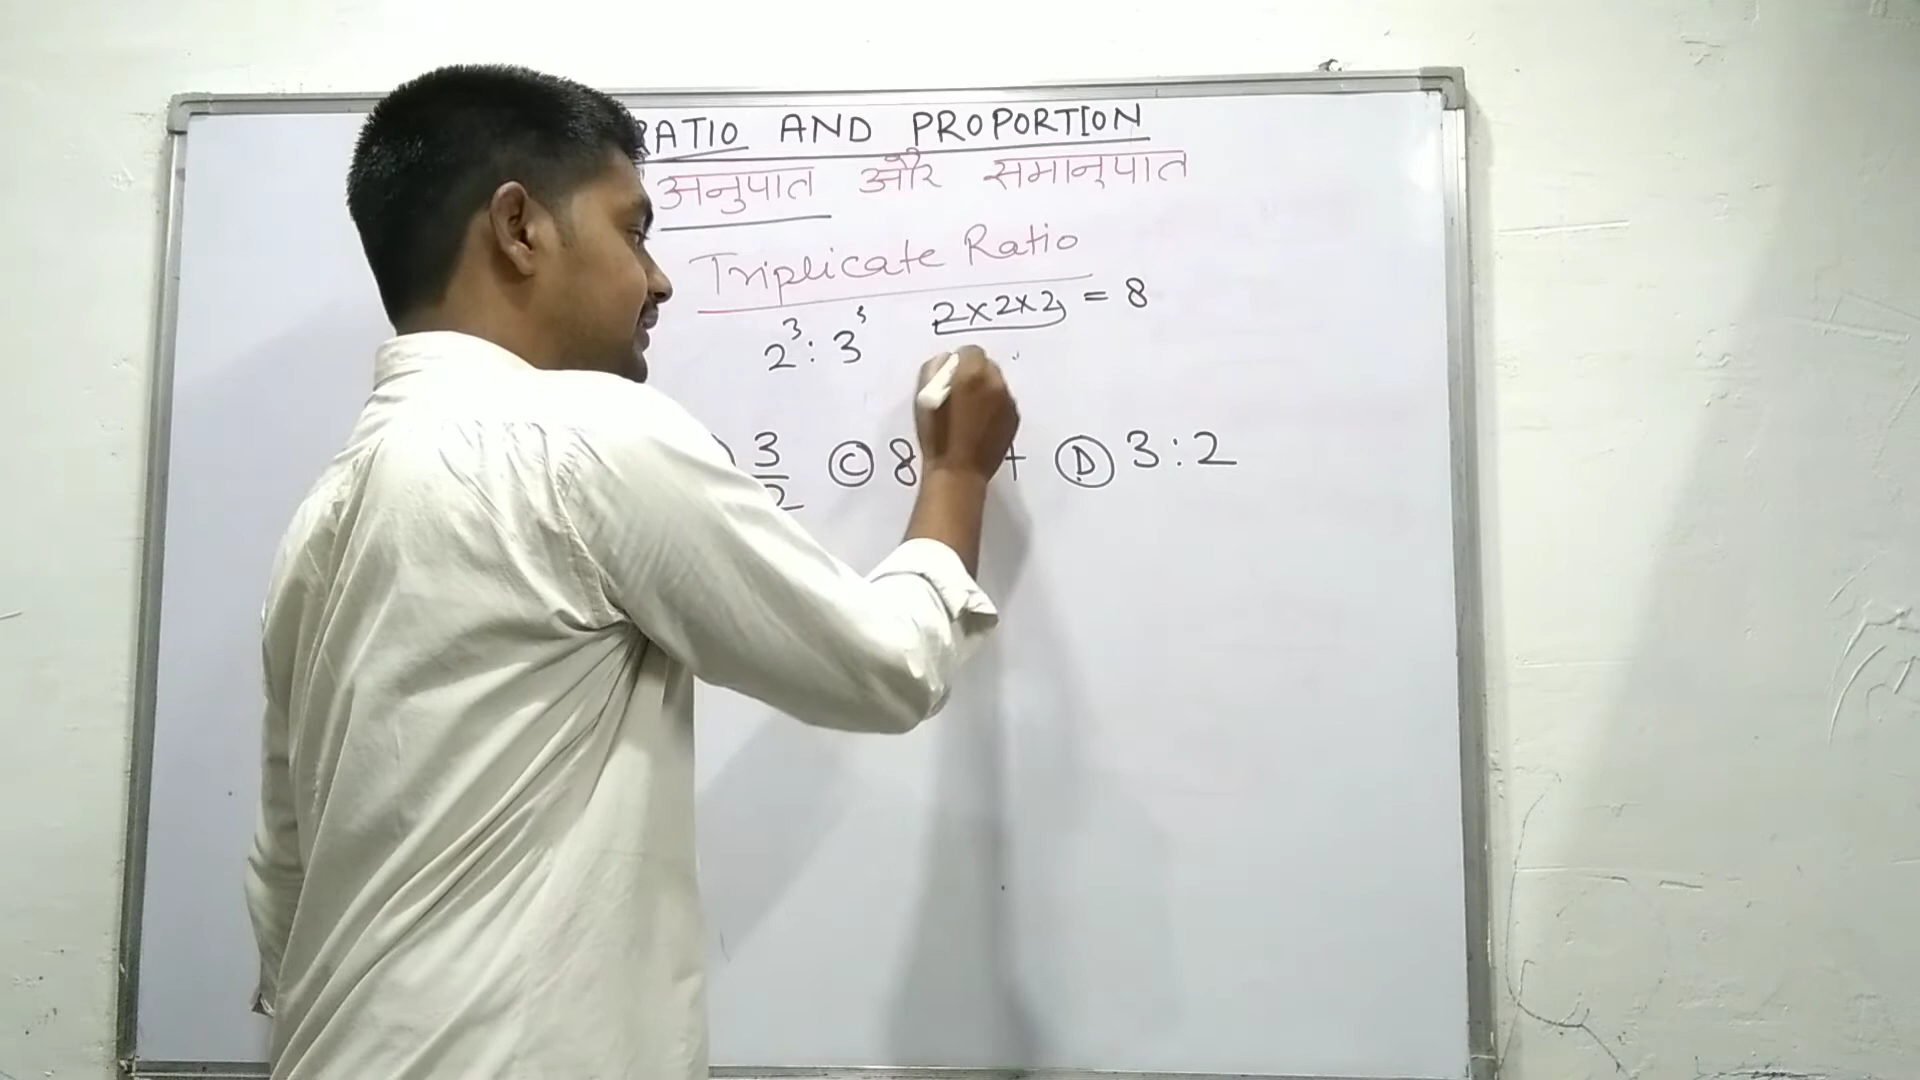 RATIO AND PROPORTION
अनुपात और समानुपात
Triplicate Ratio
2³ : 3³ 2×2×2 = 8
3/2 Ⓒ 8 Ⓓ 3:2